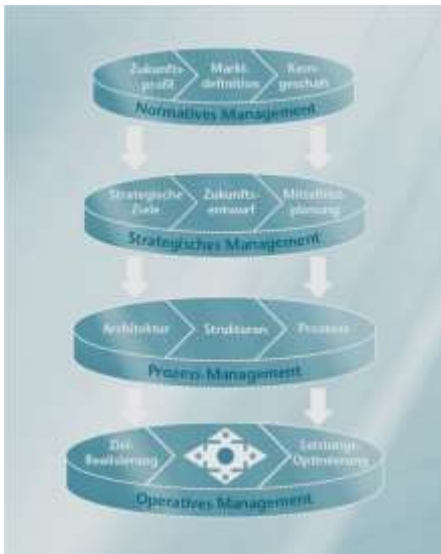 Zukunfts-
profil
Markt-
definition
Kern-
geschäft
Normatives Management
Strategische
Ziele
Zukunfts-
entwurf
Mittelfrist-
planung
Strategisches Management
Architektur
Strukturen
Prozesse
Prozess-Management
Ziel-
Realisierung
Leistungs-
Optimierung
Operatives Management